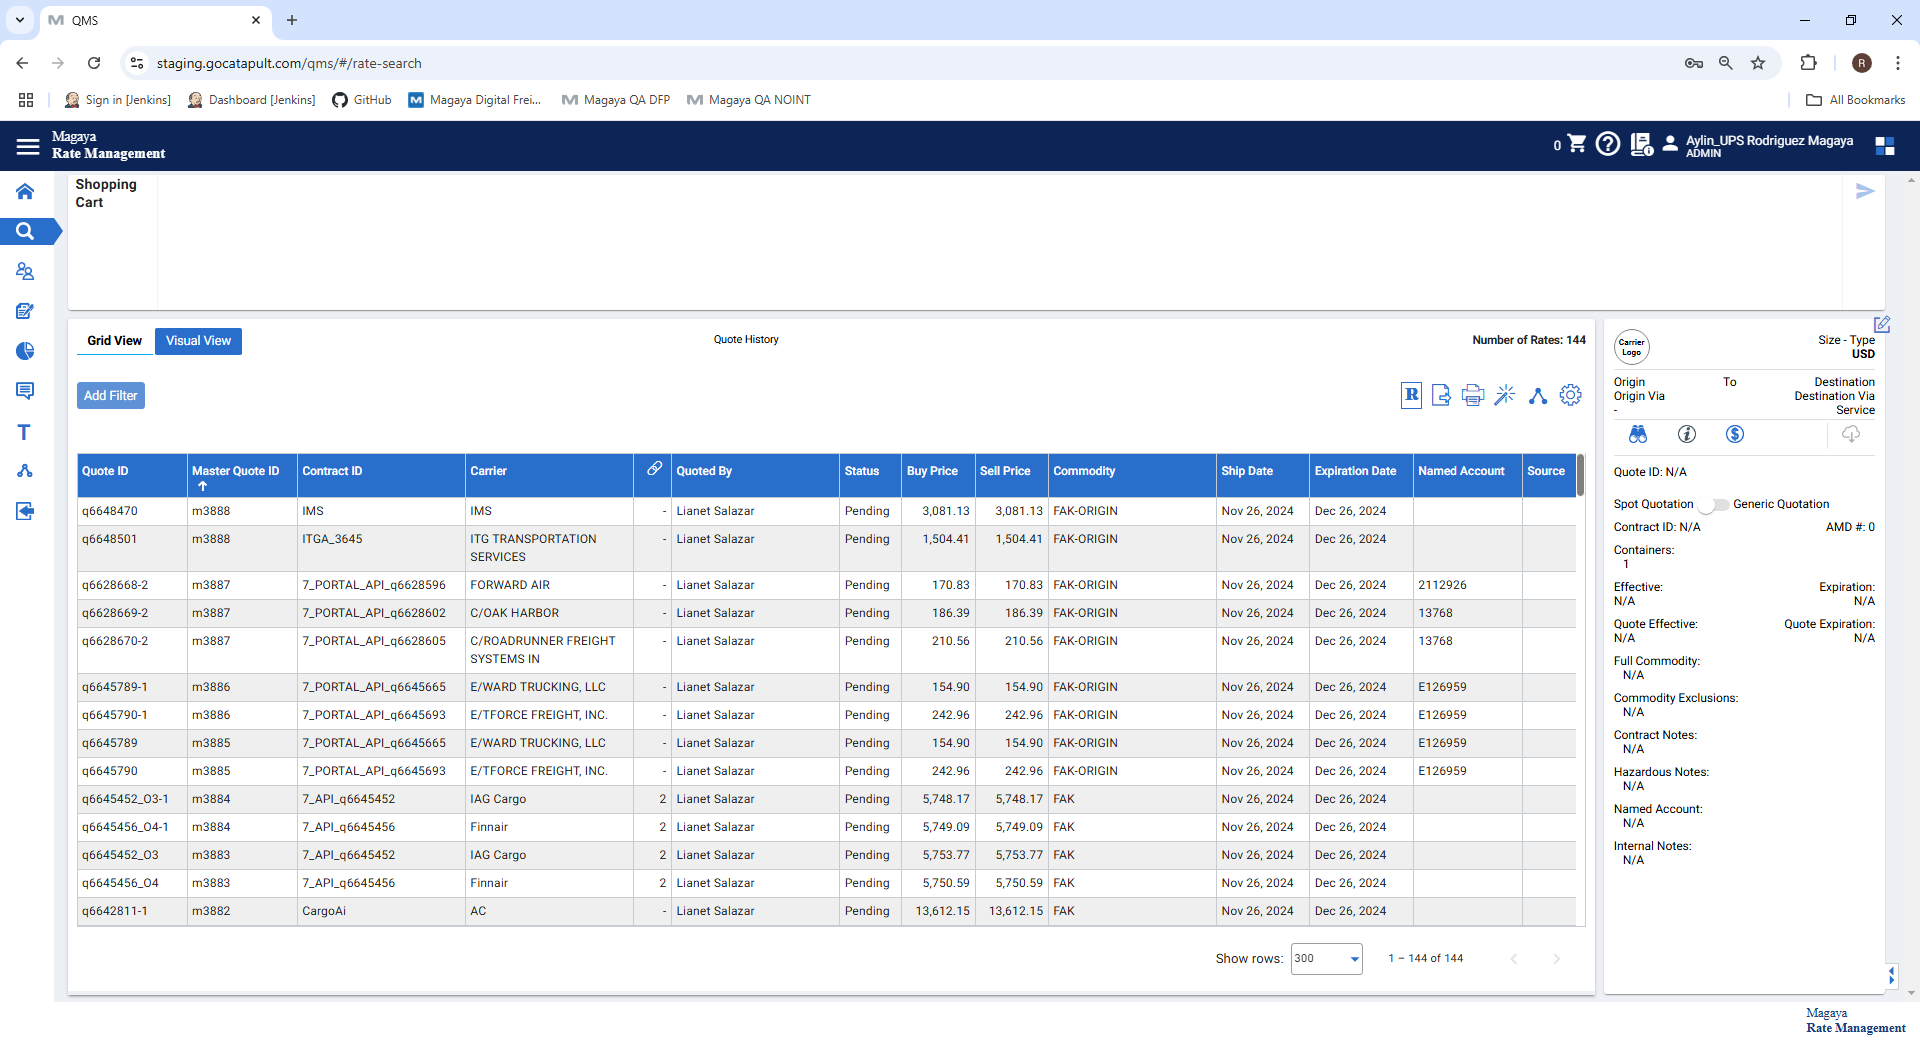 QMS
staging.gocatapult.com/qms/#/rate-search
R
Sign in [Jenkins]
Dashboard [Jenkins]
GitHub
Magaya Digital Frei...
Magaya QA DFP
Magaya QA NOINT
All Bookmarks
Magaya
Rate Management
0
Aylin_UPS Rodriguez Magaya
ADMIN
Shopping
Cart
Grid View
Visual View
Quote History
Number of Rates: 144
Add Filter
R
Quote ID Master Quote ID Contract ID Carrier Quoted By Status Buy Price Sell Price Commodity Ship Date Expiration Date Named Account Source
q6648470 m3888 IMS IMS - Lianet Salazar Pending 3,081.13 3,081.13 FAK-ORIGIN Nov 26, 2024 Dec 26, 2024
q6648501 m3888 ITGA_3645 ITG TRANSPORTATION - Lianet Salazar Pending 1,504.41 1,504.41 FAK-ORIGIN Nov 26, 2024 Dec 26, 2024
SERVICES
q6628668-2 m3887 7_PORTAL_API_q6628596 FORWARD AIR - Lianet Salazar Pending 170.83 170.83 FAK-ORIGIN Nov 26, 2024 Dec 26, 2024 2112926
q6628669-2 m3887 7_PORTAL_API_q6628602 C/OAK HARBOR - Lianet Salazar Pending 186.39 186.39 FAK-ORIGIN Nov 26, 2024 Dec 26, 2024 13768
q6628670-2 m3887 7_PORTAL_API_q6628605 C/ROADRUNNER FREIGHT - Lianet Salazar Pending 210.56 210.56 FAK-ORIGIN Nov 26, 2024 Dec 26, 2024 13768
SYSTEMS IN
q6645789-1 m3886 7_PORTAL_API_q6645665 E/WARD TRUCKING, LLC - Lianet Salazar Pending 154.90 154.90 FAK-ORIGIN Nov 26, 2024 Dec 26, 2024 E126959
q6645790-1 m3886 7_PORTAL_API_q6645693 E/TFORCE FREIGHT, INC. - Lianet Salazar Pending 242.96 242.96 FAK-ORIGIN Nov 26, 2024 Dec 26, 2024 E126959
q6645789 m3885 7_PORTAL_API_q6645665 E/WARD TRUCKING, LLC - Lianet Salazar Pending 154.90 154.90 FAK-ORIGIN Nov 26, 2024 Dec 26, 2024 E126959
q6645790 m3885 7_PORTAL_API_q6645693 E/TFORCE FREIGHT, INC. - Lianet Salazar Pending 242.96 242.96 FAK-ORIGIN Nov 26, 2024 Dec 26, 2024 E126959
q6645452_O3-1 m3884 7_API_q6645452 IAG Cargo 2 Lianet Salazar Pending 5,748.17 5,748.17 FAK Nov 26, 2024 Dec 26, 2024
q6645456_O4-1 m3884 7_API_q6645456 Finnair 2 Lianet Salazar Pending 5,749.09 5,749.09 FAK Nov 26, 2024 Dec 26, 2024
q6645452_O3 m3883 7_API_q6645452 IAG Cargo 2 Lianet Salazar Pending 5,753.77 5,753.77 FAK Nov 26, 2024 Dec 26, 2024
q6645456_O4 m3883 7_API_q6645456 Finnair 2 Lianet Salazar Pending 5,750.59 5,750.59 FAK Nov 26, 2024 Dec 26, 2024
q6642811-1 m3882 CargoAi AC - Lianet Salazar Pending 13,612.15 13,612.15 FAK Nov 26, 2024 Dec 26, 2024
Show rows: 300 1 – 144 of 144
Carrier
Logo
Size - Type
USD
Origin To Destination
Origin Via Destination Via
- Service
Quote ID: N/A
Spot Quotation Generic Quotation
Contract ID: N/A AMD #: 0
Containers:
1
Effective: Expiration:
N/A N/A
Quote Effective: Quote Expiration:
N/A N/A
Full Commodity:
N/A
Commodity Exclusions:
N/A
Contract Notes:
N/A
Hazardous Notes:
N/A
Named Account:
N/A
Internal Notes:
N/A
Magaya
Rate Management